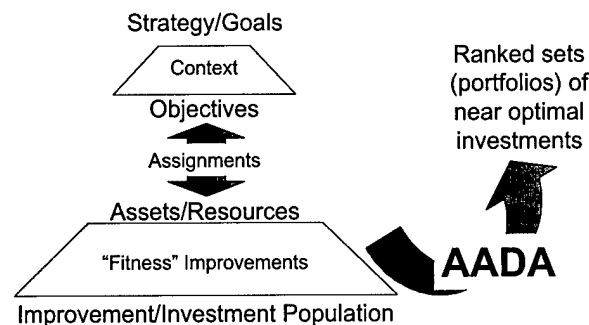 Strategy/Goals
Context
Objectives
Assignments
Assets/Resources
"Fitness" Improvements
Improvement/Investment Population
Ranked sets
(portfolios) of
near optimal
investments
AADA